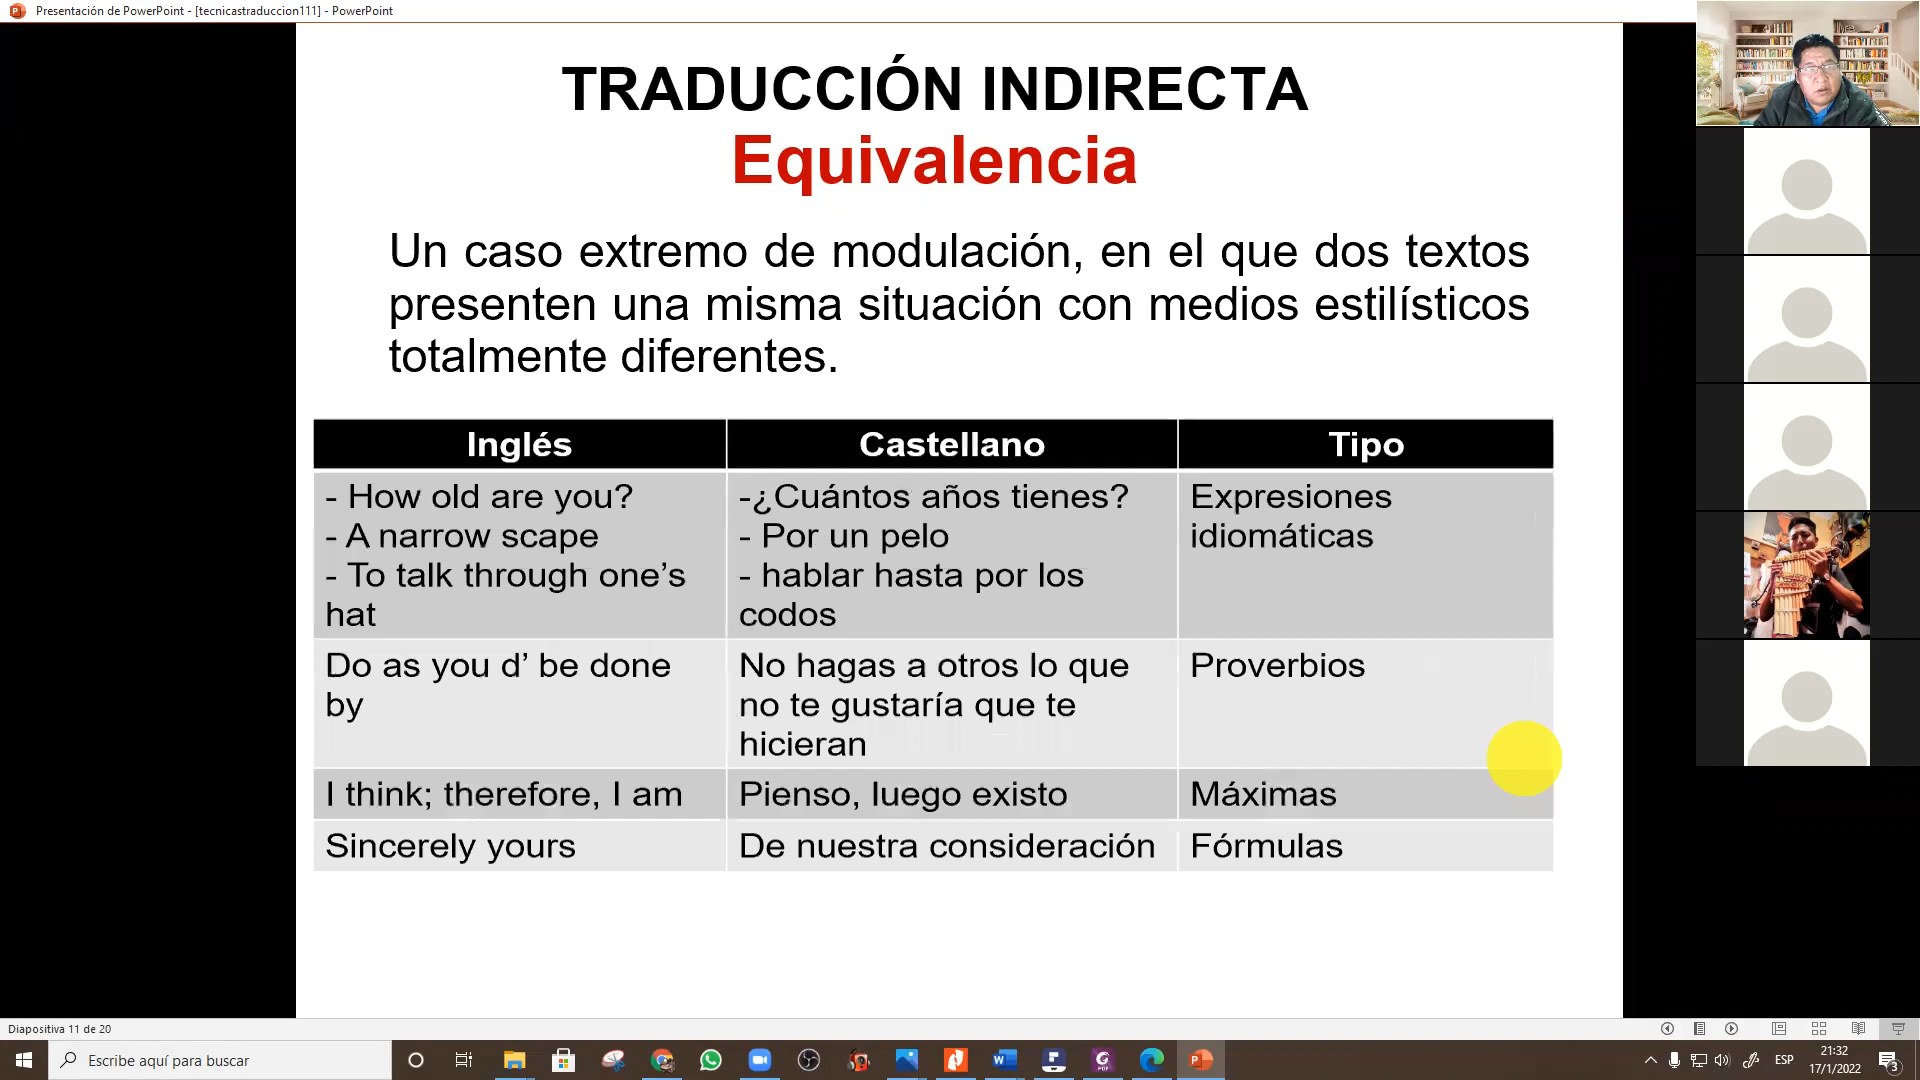 Presentación de PowerPoint - [tecnicastraduccion111] - PowerPoint
TRADUCCIÓN INDIRECTA
Equivalencia
Un caso extremo de modulación, en el que dos textos
presenten una misma situación con medios estilísticos
totalmente diferentes.
Inglés Castellano Tipo
- How old are you?
- A narrow scape
- To talk through one’s
hat
-¿Cuántos años tienes?
- Por un pelo
- hablar hasta por los
codos
Expresiones
idiomáticas
Do as you d’ be done
by
No hagas a otros lo que
no te gustaría que te
hicieran
Proverbios
I think; therefore, I am
Pienso, luego existo
Máximas
Sincerely yours
De nuestra consideración
Fórmulas
Diapositiva 11 de 20
Escribe aquí para buscar
ESP
21:32
17/1/2022
3